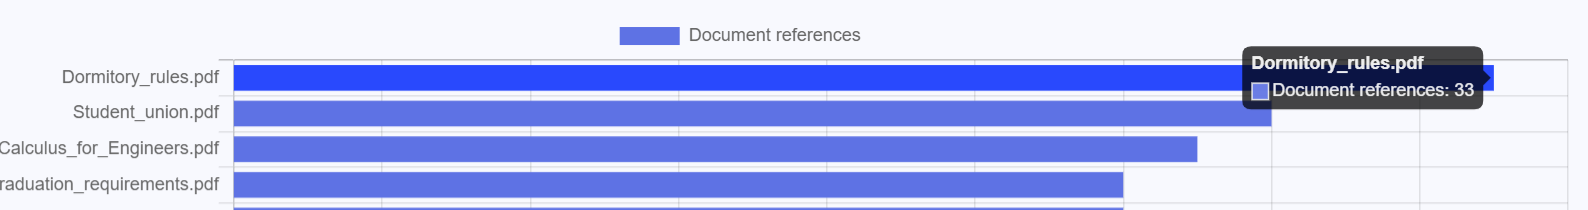 Document references
Dormitory_rules.pdf
Dormitory_rules.pdf
Document references: 33
Student_union.pdf
Calculus_for_Engineers.pdf
raduation_requirements.pdf